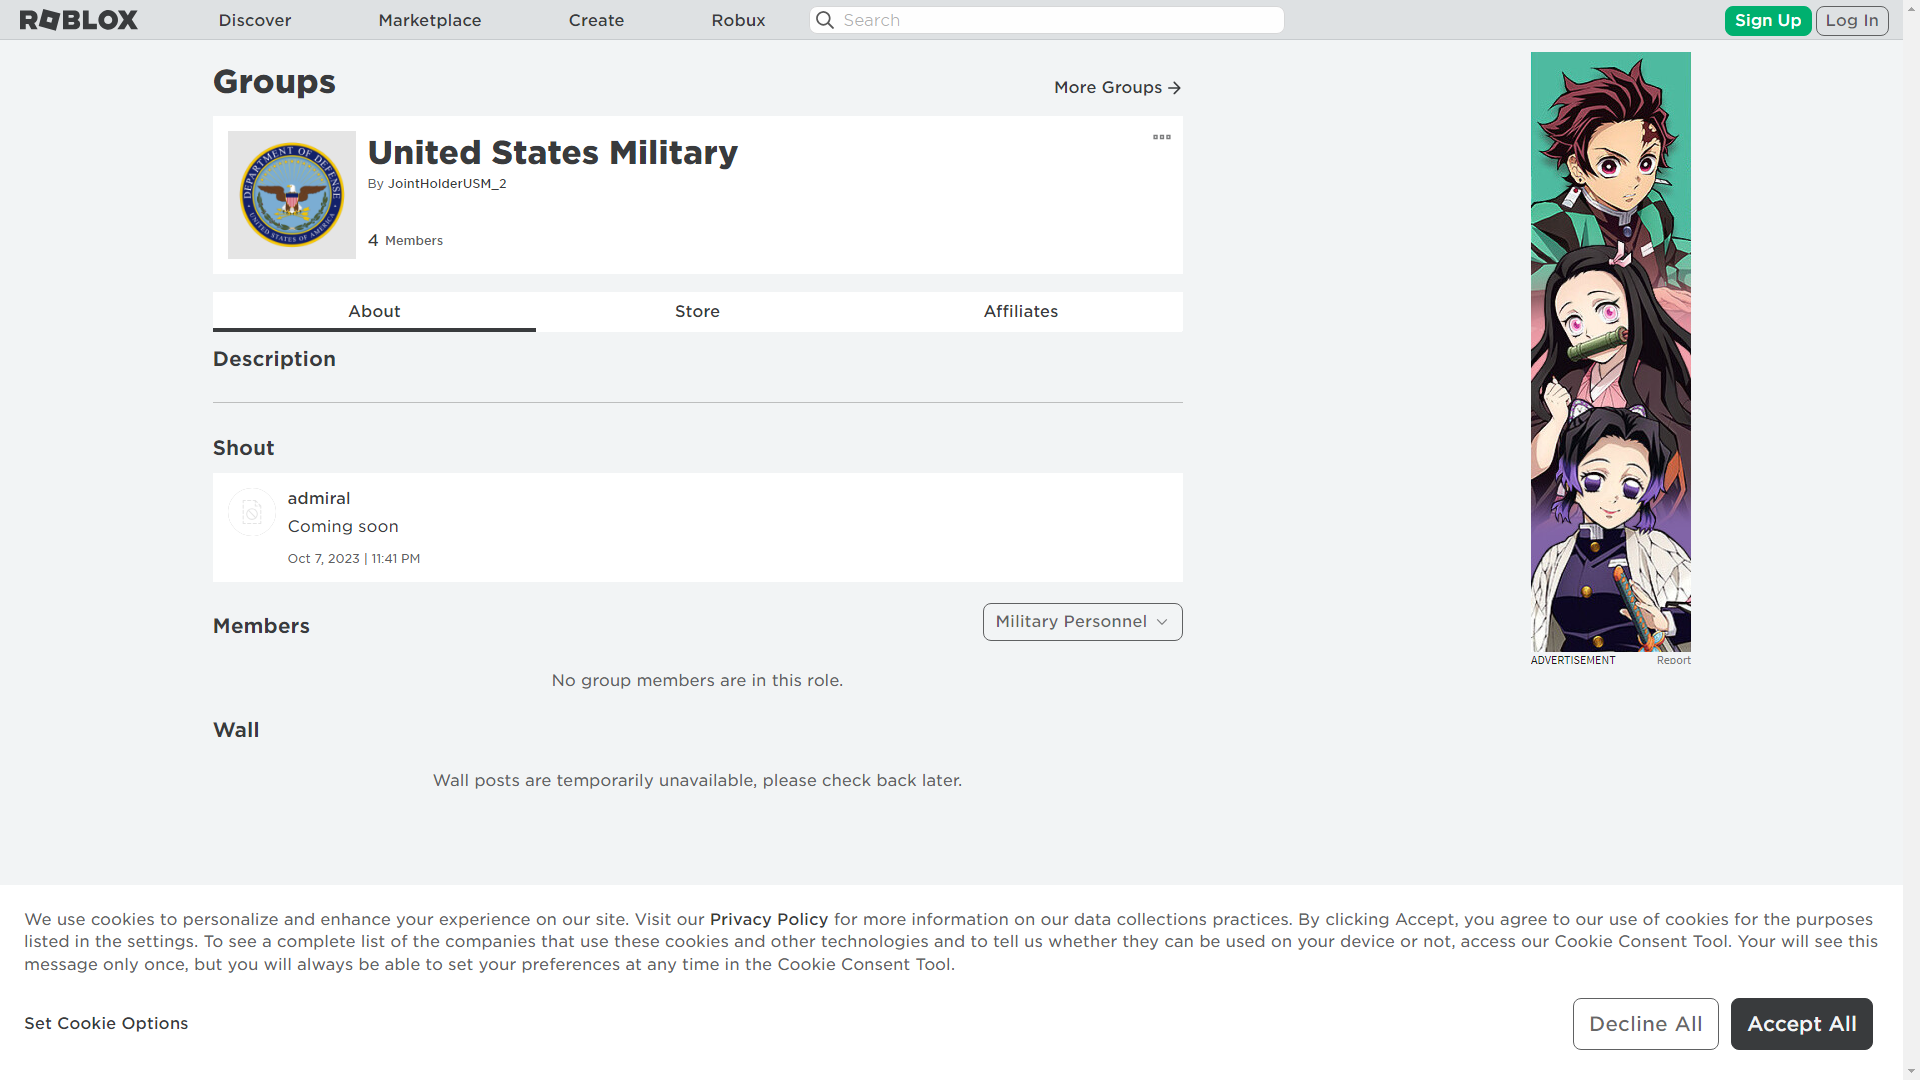 ROBLOX
Discover
Marketplace
Create
Robux
Search
Sign Up
Log In
Groups
More Groups
DEPARTMENT OF DEFENSE
UNITED STATES OF AMERICA
United States Military
By JointHolderUSM_2
4 Members
About
Store
Affiliates
Description
Shout
admiral
Coming soon
Oct 7, 2023 | 11:41 PM
Members
Military Personnel
No group members are in this role.
Wall
Wall posts are temporarily unavailable, please check back later.
ADVERTISEMENT
Report
We use cookies to personalize and enhance your experience on our site. Visit our Privacy Policy for more information on our data collections practices. By clicking Accept, you agree to our use of cookies for the purposes
listed in the settings. To see a complete list of the companies that use these cookies and other technologies and to tell us whether they can be used on your device or not, access our Cookie Consent Tool. Your will see this
message only once, but you will always be able to set your preferences at any time in the Cookie Consent Tool.
Set Cookie Options
Decline All
Accept All